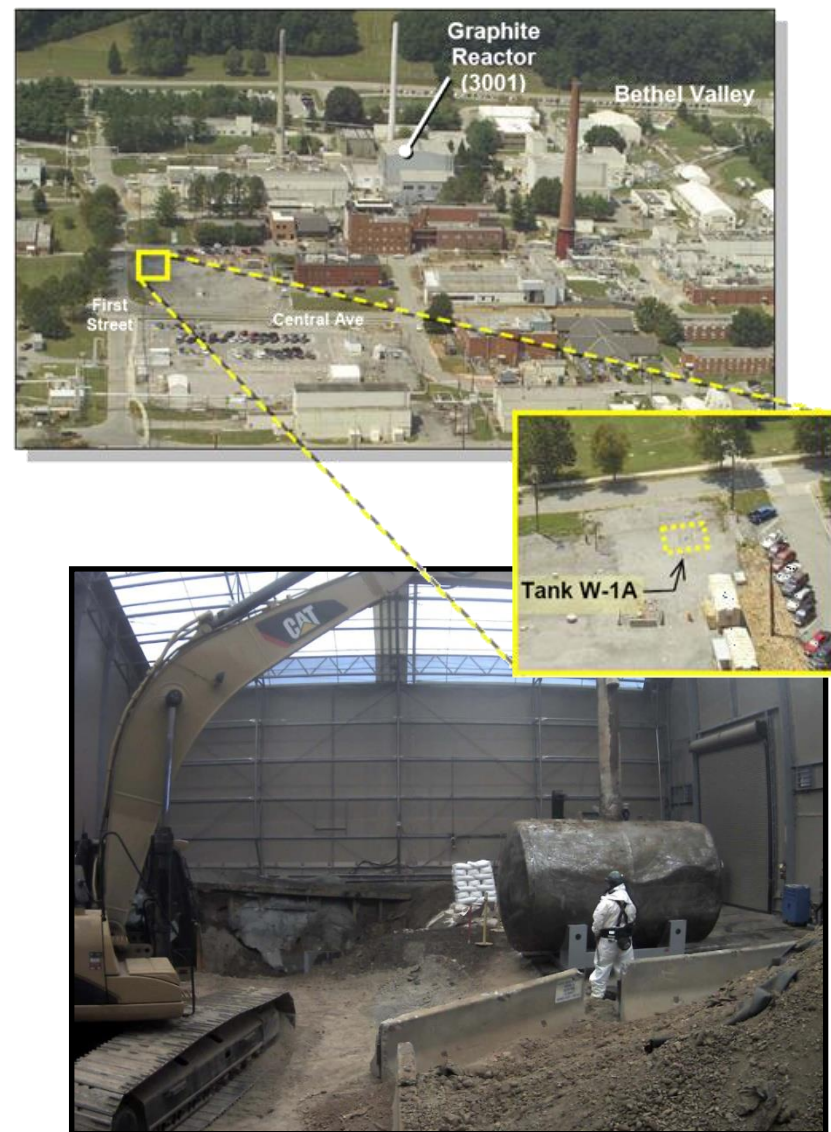 Graphite
Reactor
(3001)
Bethel Valley
First
Street
Central Ave
Tank W-1A
CAT